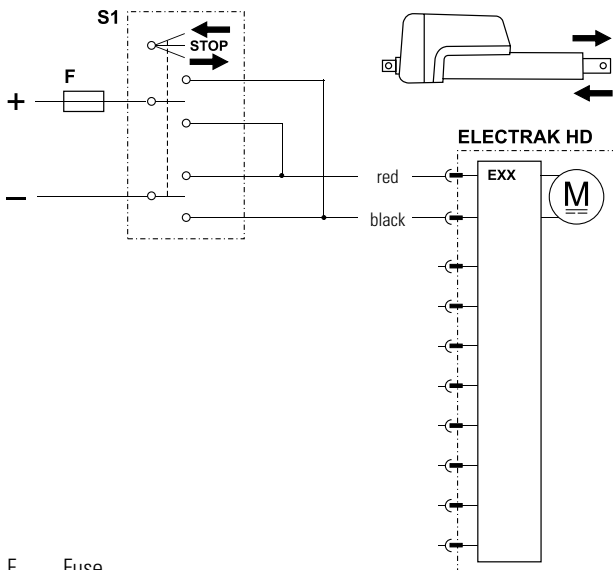 S1
STOP
F
+
–
ELECTRAK HD
red
EXX
M
black
F Fuse